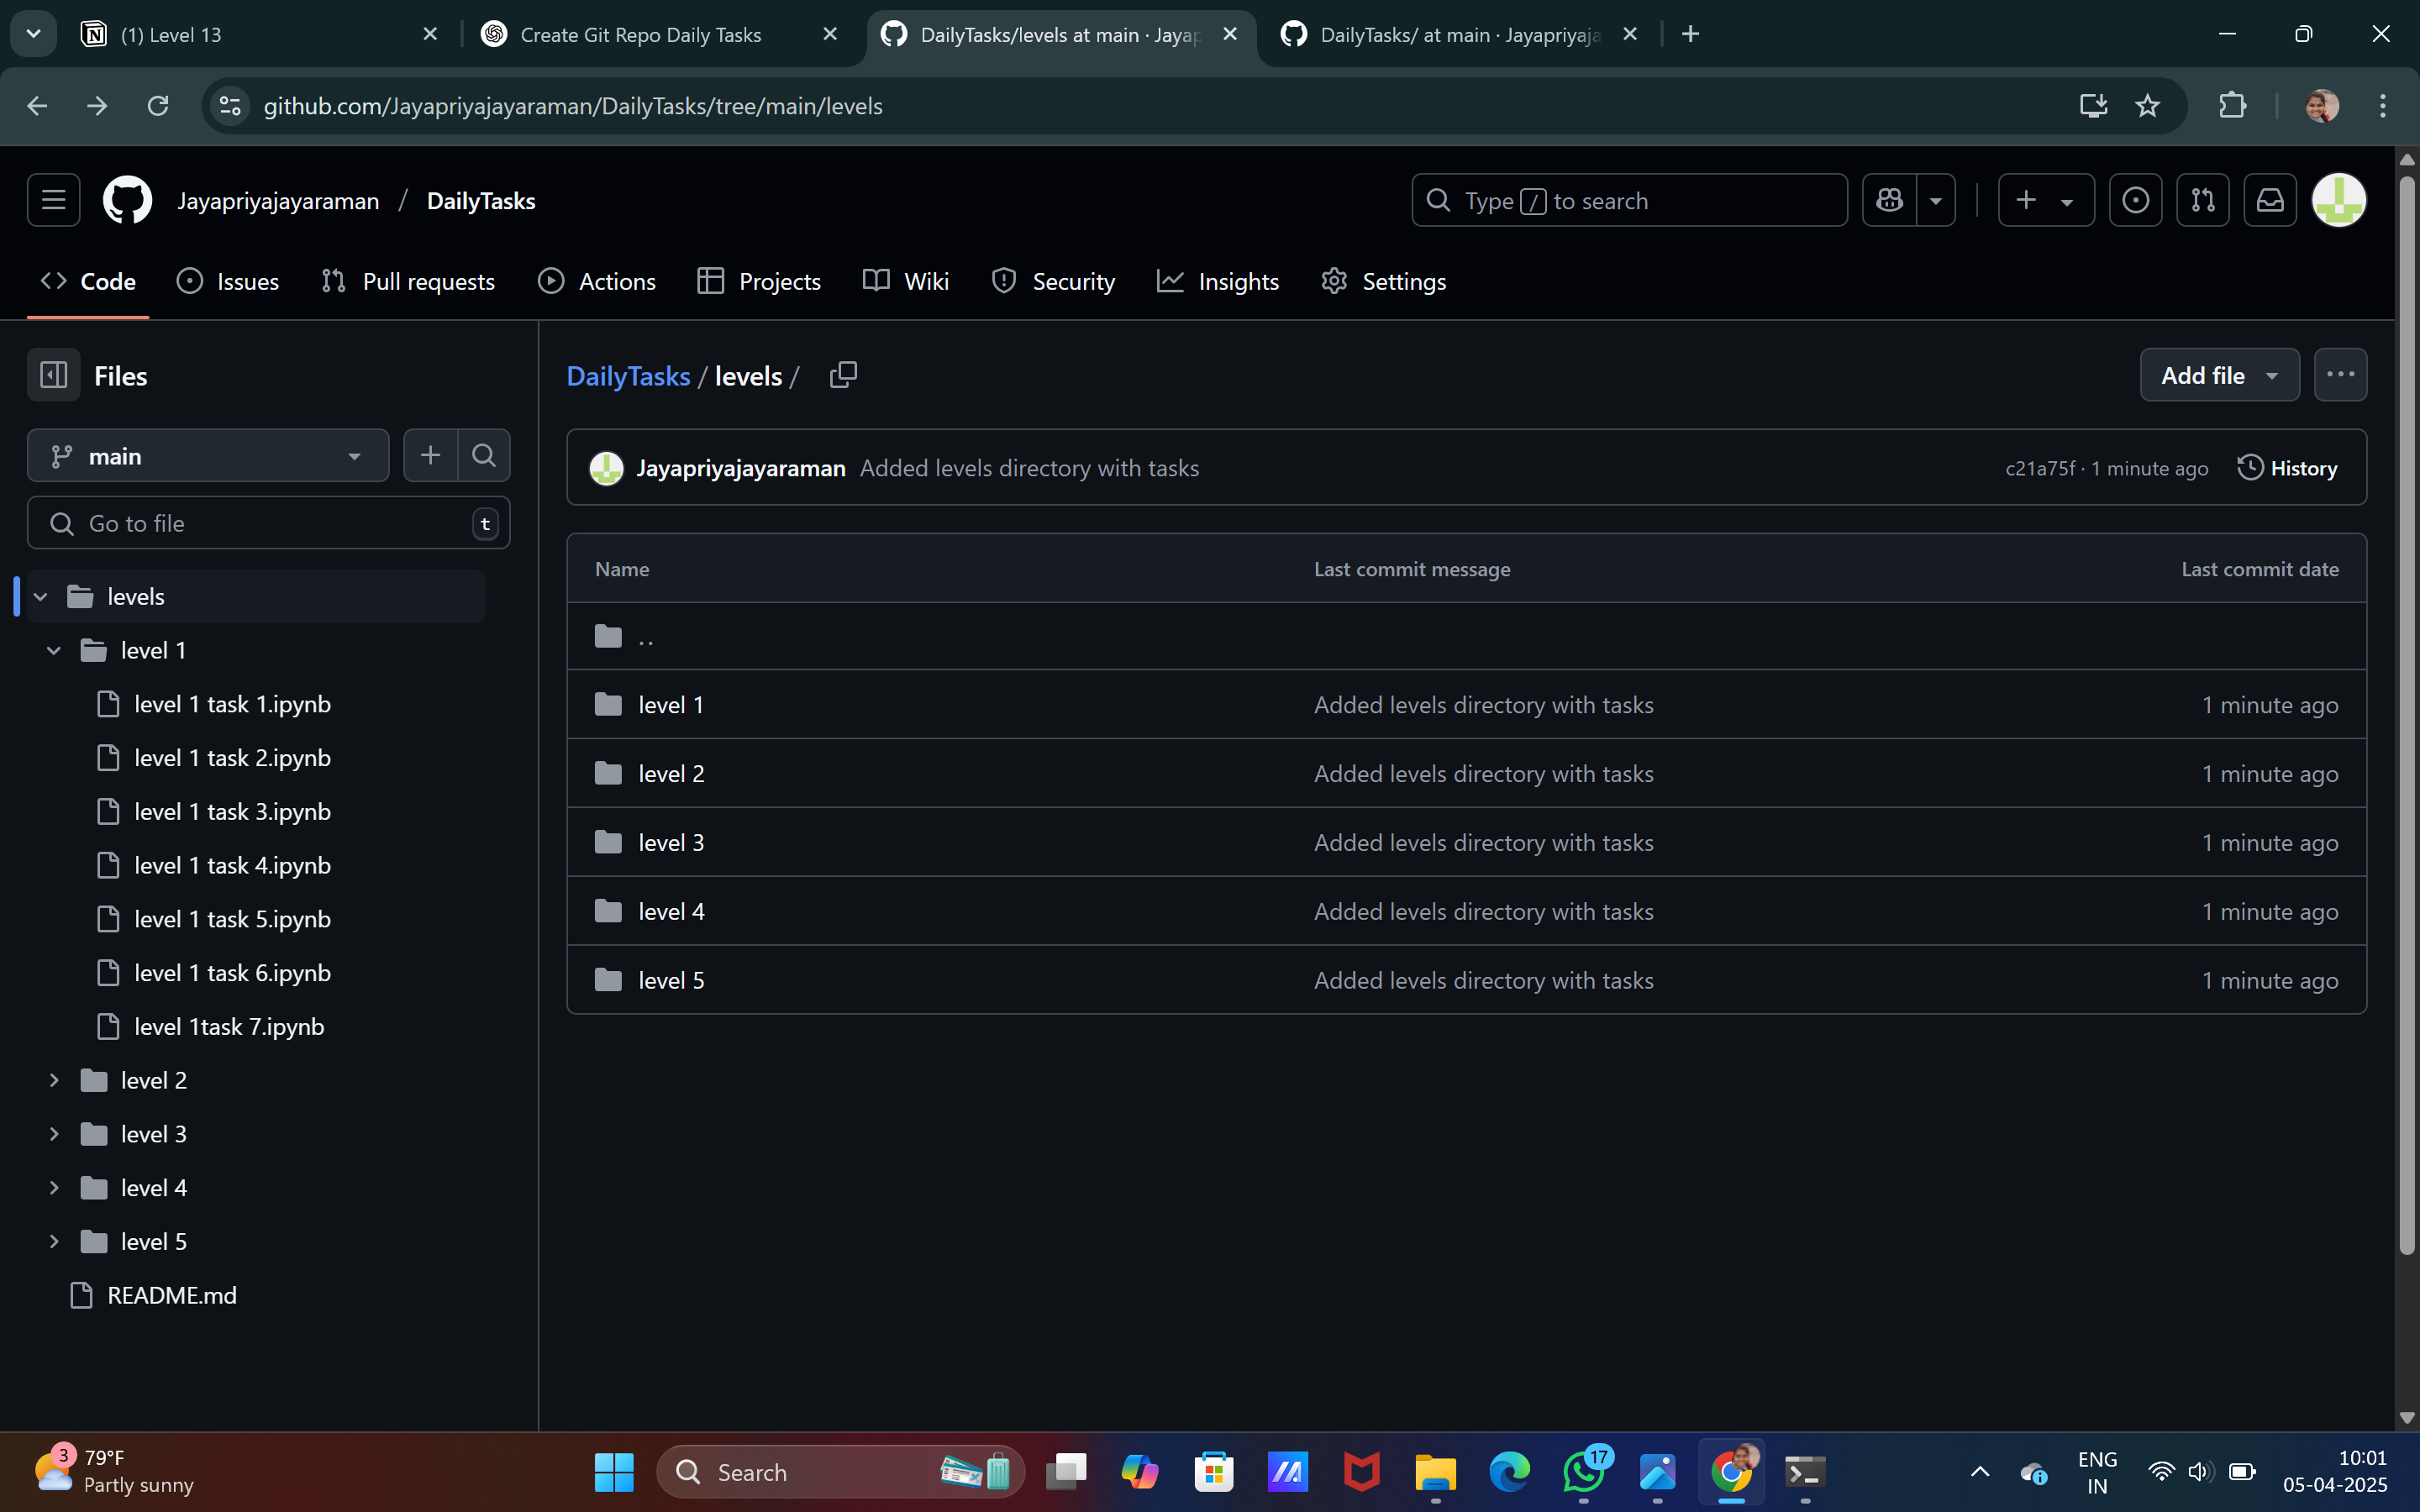 (1) Level 13
Create Git Repo Daily Tasks
DailyTasks/levels at main · Jayap
DailyTasks/ at main · Jayapriyaja
github.com/Jayapriyajayaraman/DailyTasks/tree/main/levels
Jayapriyajayaraman / DailyTasks
Type / to search
Code
Issues
Pull requests
Actions
Projects
Wiki
Security
Insights
Settings
Files
main
Go to file
t
levels
level 1
level 1 task 1.ipynb
level 1 task 2.ipynb
level 1 task 3.ipynb
level 1 task 4.ipynb
level 1 task 5.ipynb
level 1 task 6.ipynb
level 1task 7.ipynb
level 2
level 3
level 4
level 5
README.md
DailyTasks / levels /
Add file
Jayapriyajayaraman Added levels directory with tasks
c21a75f · 1 minute ago
History
Name Last commit message Last commit date
..
level 1 Added levels directory with tasks 1 minute ago
level 2 Added levels directory with tasks 1 minute ago
level 3 Added levels directory with tasks 1 minute ago
level 4 Added levels directory with tasks 1 minute ago
level 5 Added levels directory with tasks 1 minute ago
3
79°F
Partly sunny
Search
17
ENG
IN
10:01
05-04-2025